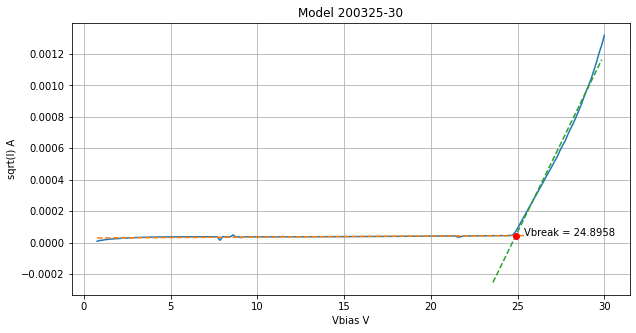 Model 200325-30
sqrt(I) A
0.0012
0.0010
0.0008
0.0006
0.0004
0.0002
0.0000
−0.0002
Vbreak = 24.8958
0 5 10 15 20 25 30
Vbias V